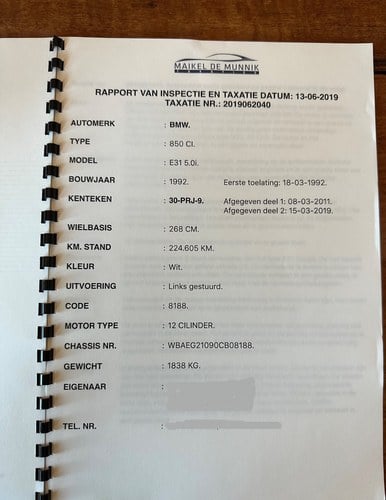 MAIKEL DE MUNNIK
TAXATIES
RAPPORT VAN INSPECTIE EN TAXATIE DATUM: 13-06-2019
TAXATIE NR.: 2019062040
AUTOMERK : BMW.
TYPE : 850 CI.
MODEL : E31 5.0i.
BOUWJAAR : 1992. Eerste toelating: 18-03-1992.
KENTEKEN : 30-PRJ-9. Afgegeven deel 1: 08-03-2011.
Afgegeven deel 2: 15-03-2019.
WIELBASIS : 268 CM.
KM. STAND : 224.605 KM.
KLEUR : Wit.
UITVOERING : Links gestuurd.
CODE : 8188.
MOTOR TYPE : 12 CILINDER.
CHASSIS NR. : WBAEG21090CB08188.
GEWICHT : 1838 KG.
EIGENAAR :
TEL. NR. :